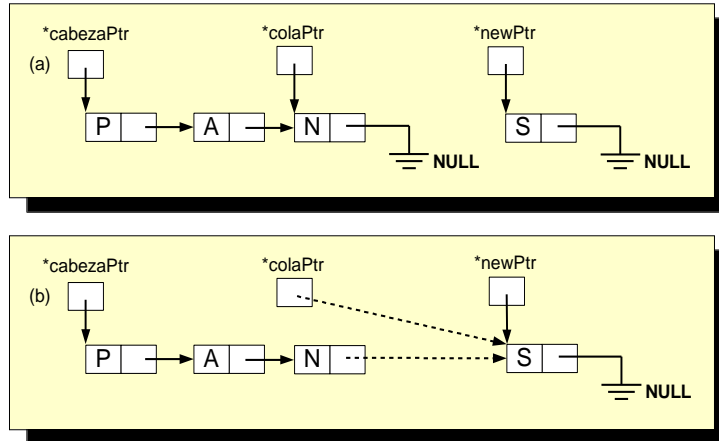 *cabezaPtr *colaPtr *newPtr
(a)
P A N S
NULL NULL
*cabezaPtr *colaPtr *newPtr
(b)
P A N S
NULL